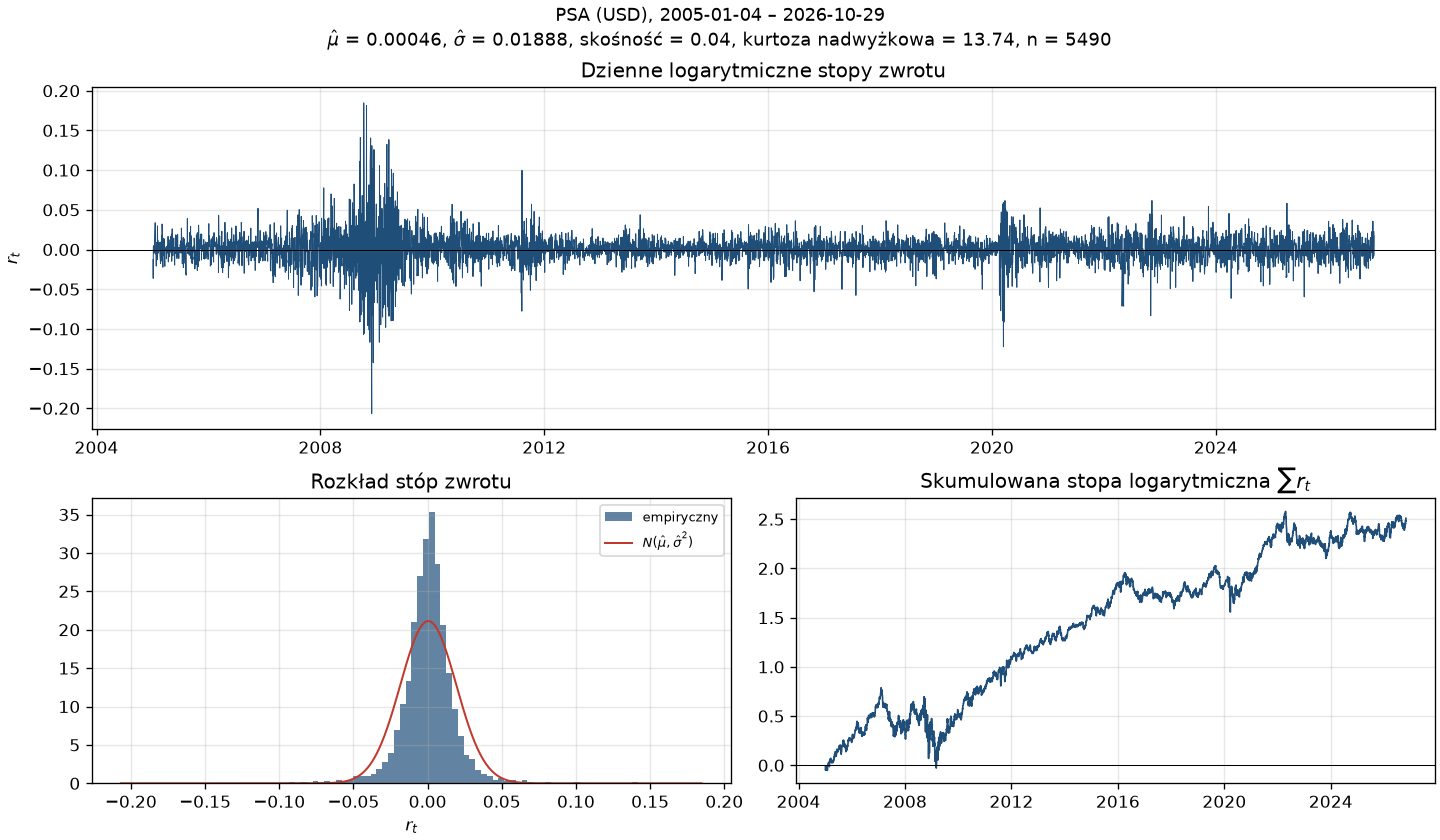 PSA (USD), 2005-01-04 – 2026-10-29
μ̂ = 0.00046, σ̂ = 0.01888, skośność = 0.04, kurtoza nadwyżkowa = 13.74, n = 5490
Dzienne logarytmiczne stopy zwrotu
0.20
0.15
0.10
0.05
0.00
−0.05
−0.10
−0.15
−0.20
r_t
2004 2008 2012 2016 2020 2024
Rozkład stóp zwrotu
35
30
25
20
15
10
5
0
empiryczny
N(μ̂, σ̂²)
−0.20 −0.15 −0.10 −0.05 0.00 0.05 0.10 0.15 0.20
r_t
Skumulowana stopa logarytmiczna ∑r_t
2.5
2.0
1.5
1.0
0.5
0.0
2004 2008 2012 2016 2020 2024